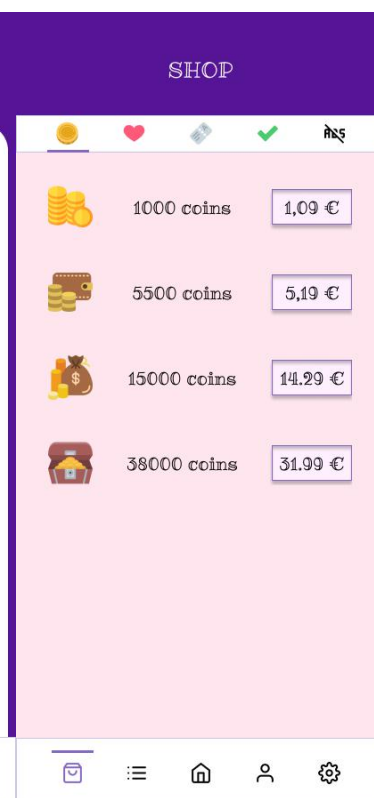 SHOP
ADS
1000 coins 1,09 €
5500 coins 5,19 €
15000 coins 14.29 €
38000 coins 31.99 €